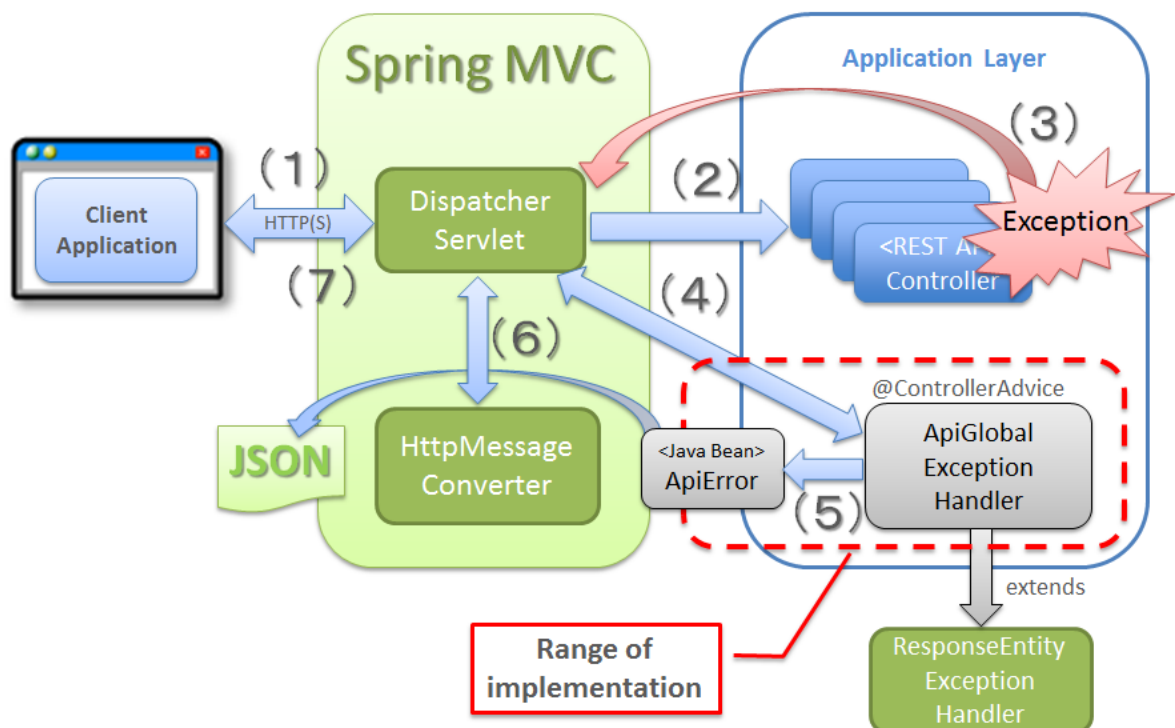 Spring MVC
Application Layer
(3)
(1)
(2)
Client
Application
HTTP(S)
Dispatcher
Servlet
Exception
<REST
Controller
(7)
(4)
(6)
@ControllerAdvice
JSON
HttpMessage
Converter
<Java Bean>
ApiError
ApiGlobal
Exception
Handler
(5)
extends
Range of
implementation
ResponseEntity
Exception
Handler